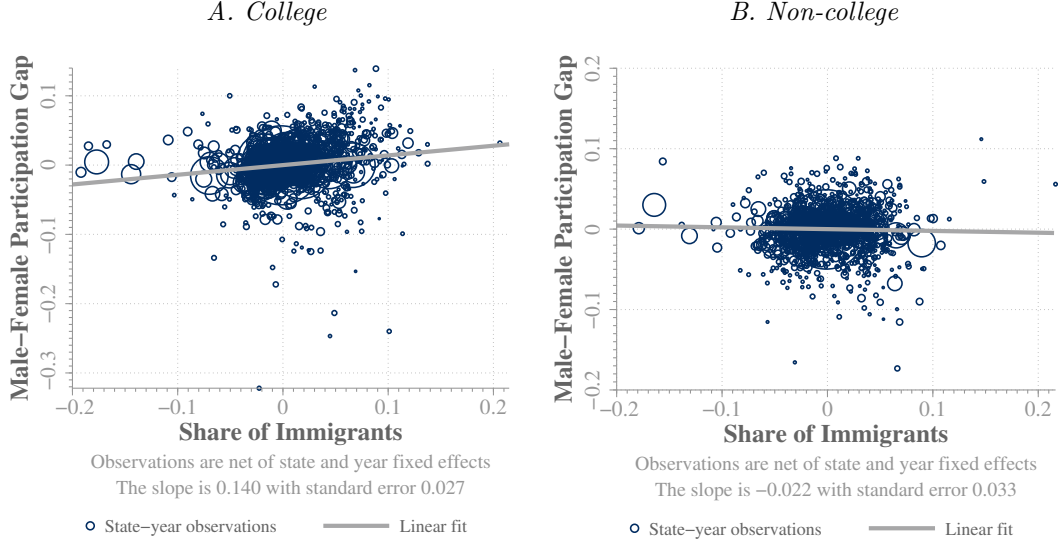 A. College
Male−Female Participation Gap
0.1
0
−0.1
−0.2
−0.3
−0.2
−0.1
0
0.1
0.2
Share of Immigrants
Observations are net of state and year fixed effects
The slope is 0.140 with standard error 0.027
State−year observations
Linear fit
B. Non-college
Male−Female Participation Gap
0.2
0.1
0
−0.1
−0.2
−0.2
−0.1
0
0.1
0.2
Share of Immigrants
Observations are net of state and year fixed effects
The slope is −0.022 with standard error 0.033
State−year observations
Linear fit